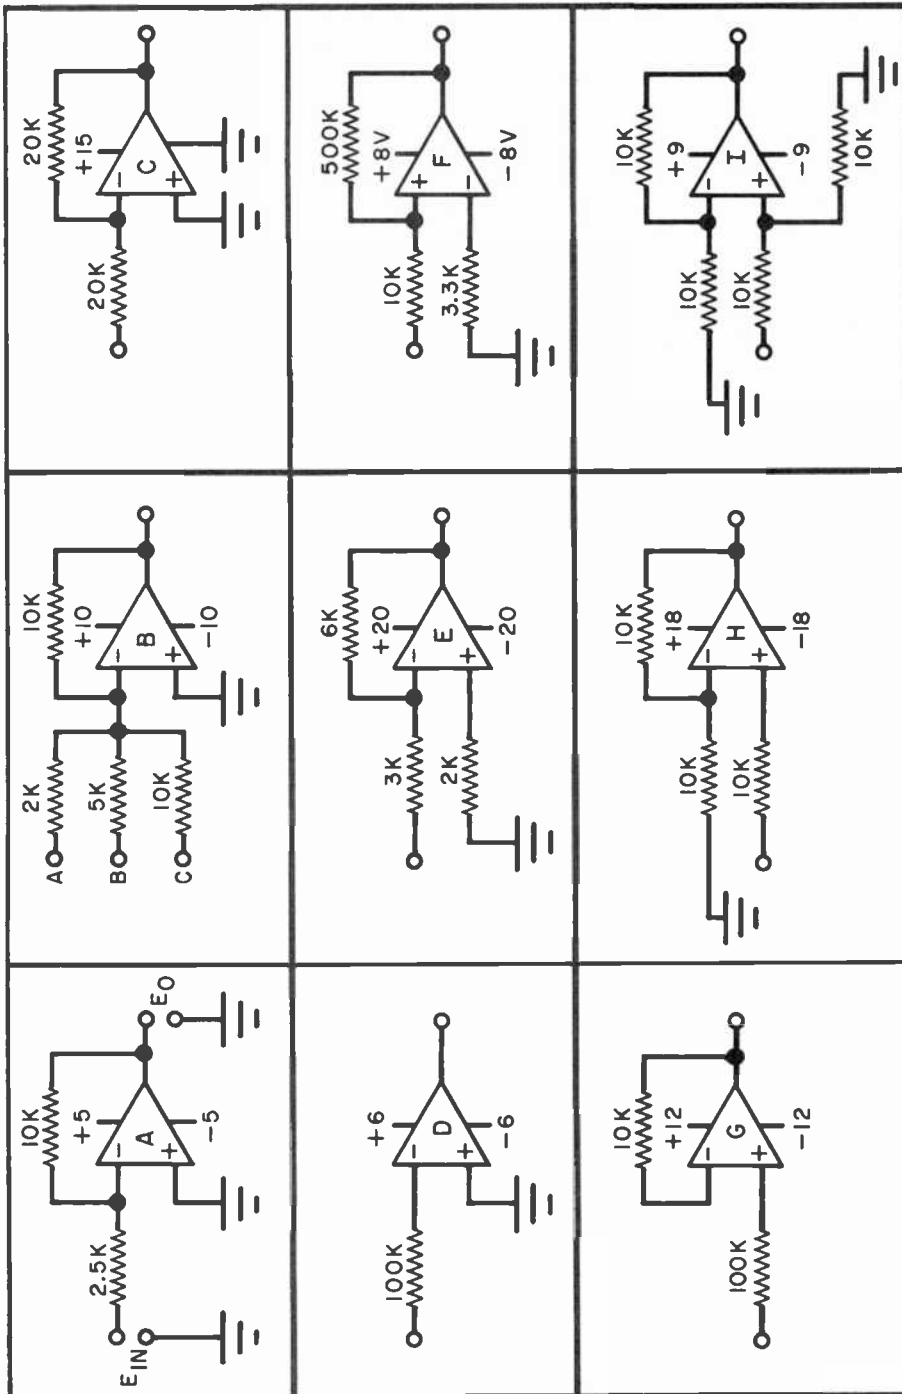 20K
+15
−
C
+
20K
500K
+8V
+
F
−
−8V
10K
3.3K
10K
+9
−
I
+
−9
10K
10K
10K
10K
+10
−
B
+
−10
2K
5K
10K
A
B
C
6K
+20
−
E
+
−20
3K
2K
10K
+18
−
H
+
−18
10K
10K
10K
+5
−
A
+
−5
2.5K
EIN
EO
+6
−
D
+
−6
100K
10K
+12
−
G
+
−12
100K